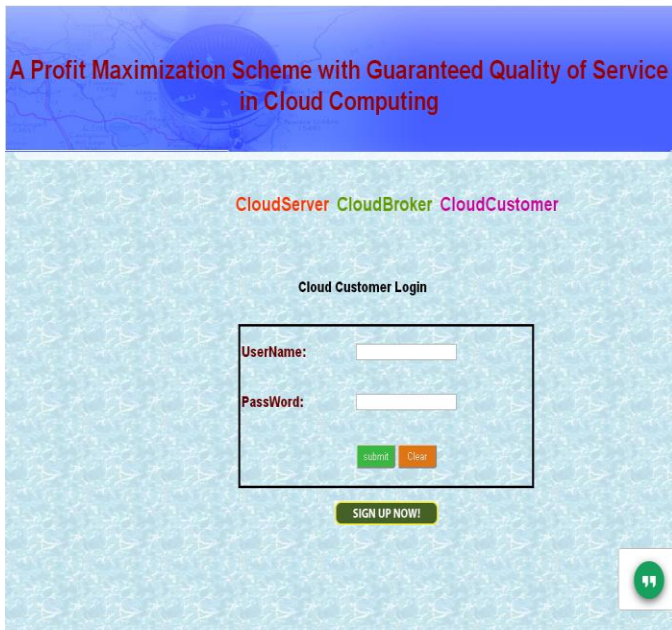 A Profit Maximization Scheme with Guaranteed Quality of Service
in Cloud Computing
CloudServer CloudBroker CloudCustomer
Cloud Customer Login
UserName:
PassWord:
submit Clear
SIGN UP NOW!